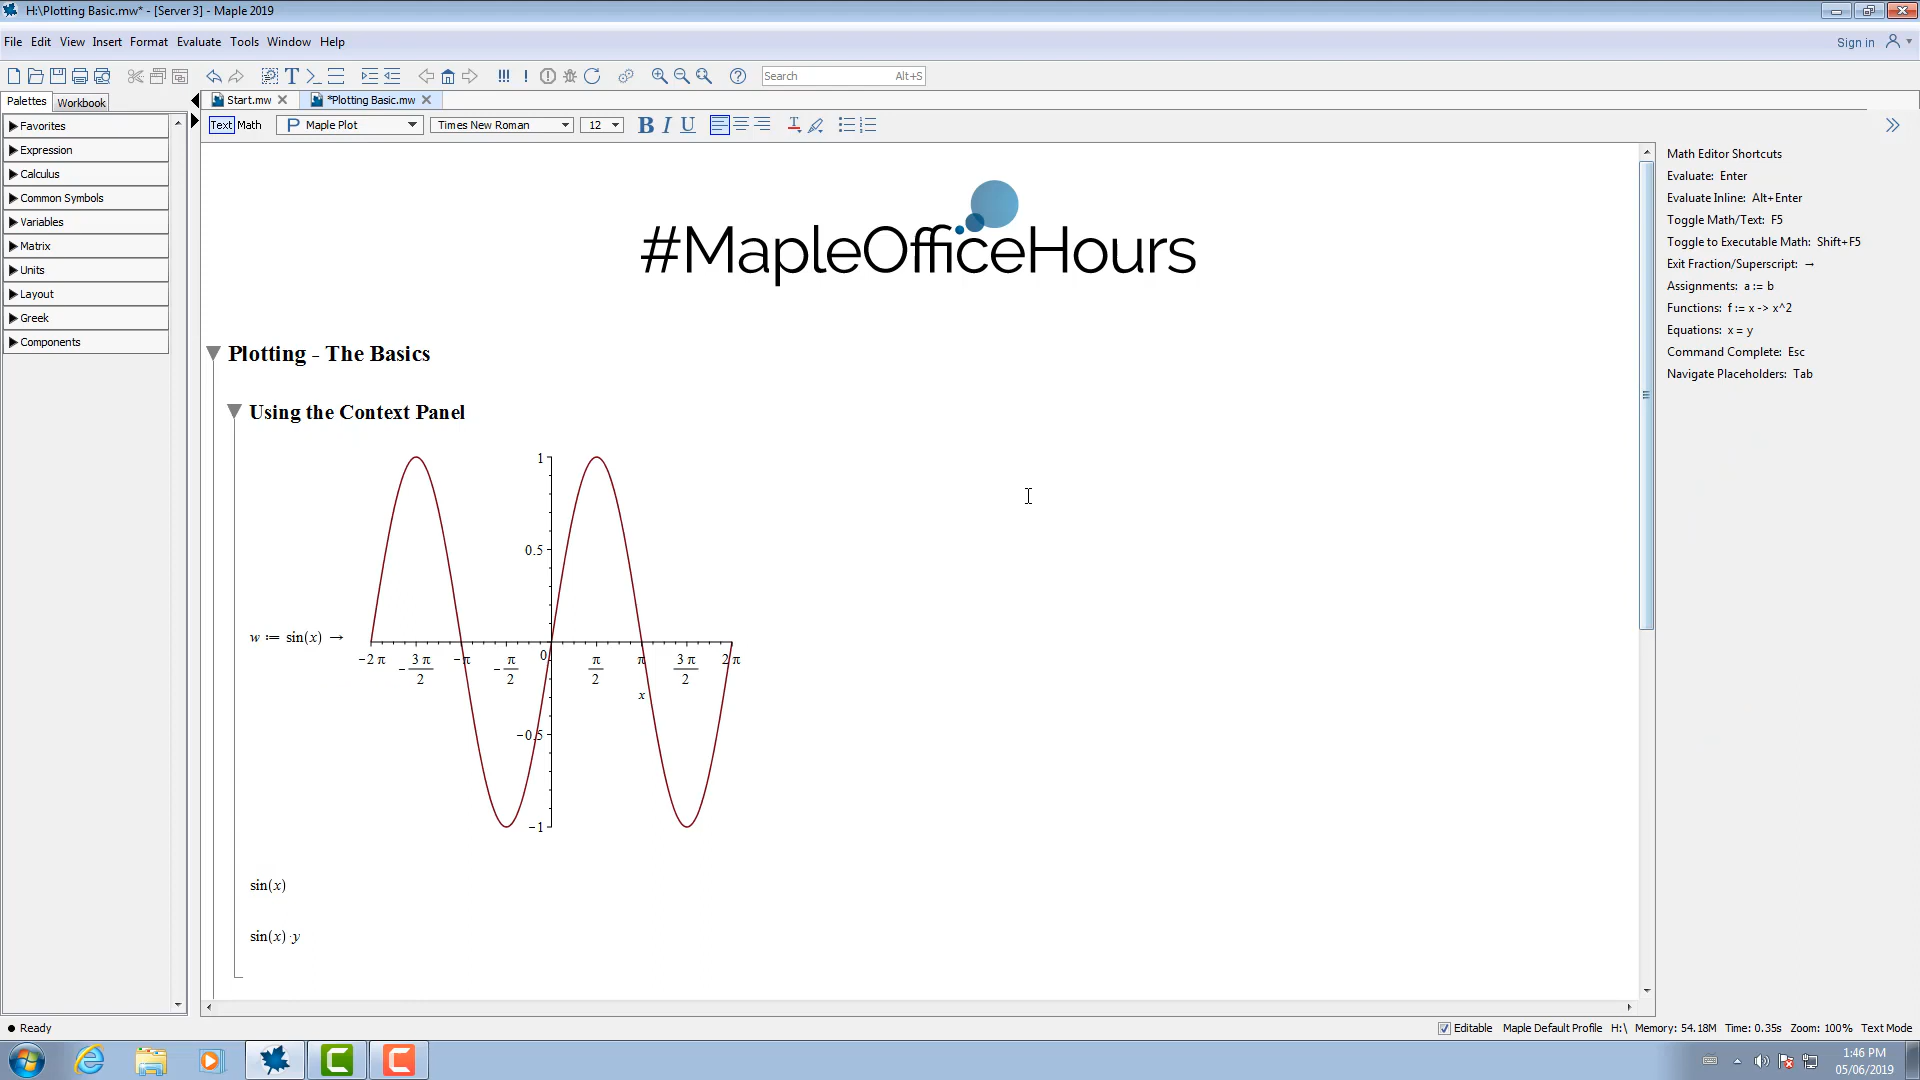 H:\Plotting Basic.mw* - [Server 3] - Maple 2019
File Edit View Insert Format Evaluate Tools Window Help
Sign in
Search Alt+S
Palettes Workbook
Start.mw *Plotting Basic.mw
Text Math P Maple Plot Times New Roman 12 B I U
Favorites
Expression
Calculus
Common Symbols
Variables
Matrix
Units
Layout
Greek
Components
#MapleOfficeHours
Plotting - The Basics
Using the Context Panel
w := sin(x) →
1
0.5
0
−0.5
−1
−2 π
−3 π/2
−π
−π/2
π/2
π
3 π/2
2 π
x
sin(x)
sin(x)·y
Math Editor Shortcuts
Evaluate: Enter
Evaluate Inline: Alt+Enter
Toggle Math/Text: F5
Toggle to Executable Math: Shift+F5
Exit Fraction/Superscript: →
Assignments: a := b
Functions: f := x -> x^2
Equations: x = y
Command Complete: Esc
Navigate Placeholders: Tab
Ready
Editable Maple Default Profile H:\ Memory: 54.18M Time: 0.35s Zoom: 100% Text Mode
1:46 PM
05/06/2019